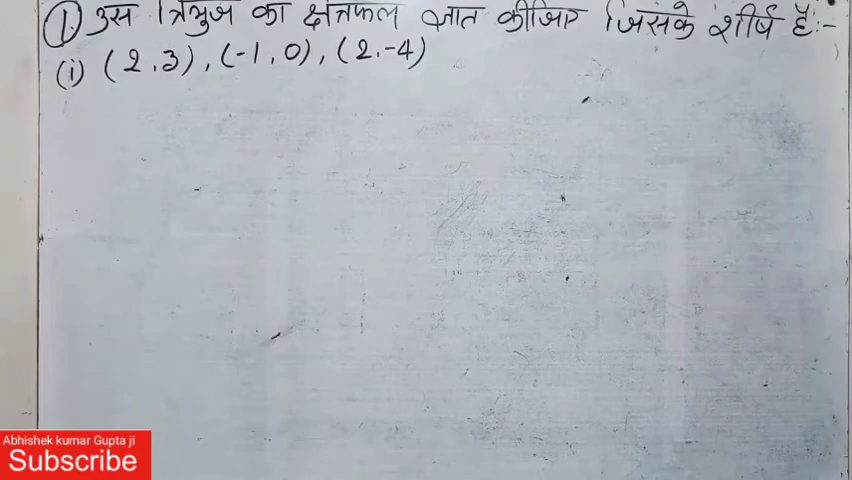 ① उस त्रिभुज का क्षेत्रफल ज्ञात कीजिए जिसके शीर्ष हैं:-
(i) (2,3), (-1,0), (2,-4)
Abhishek kumar Gupta ji
Subscribe